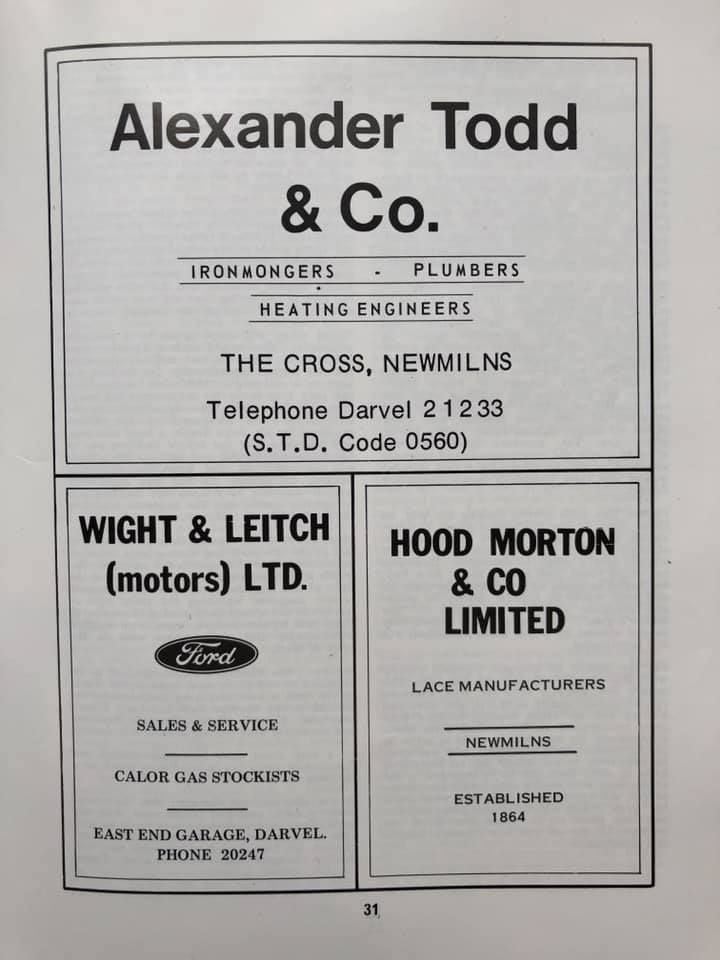 Alexander Todd
& Co.
IRONMONGERS - PLUMBERS
HEATING ENGINEERS
THE CROSS, NEWMILNS
Telephone Darvel 21233
(S.T.D. Code 0560)
WIGHT & LEITCH
(motors) LTD.
Ford
SALES & SERVICE
CALOR GAS STOCKISTS
EAST END GARAGE, DARVEL.
PHONE 20247
HOOD MORTON
& CO
LIMITED
LACE MANUFACTURERS
NEWMILNS
ESTABLISHED
1864
31